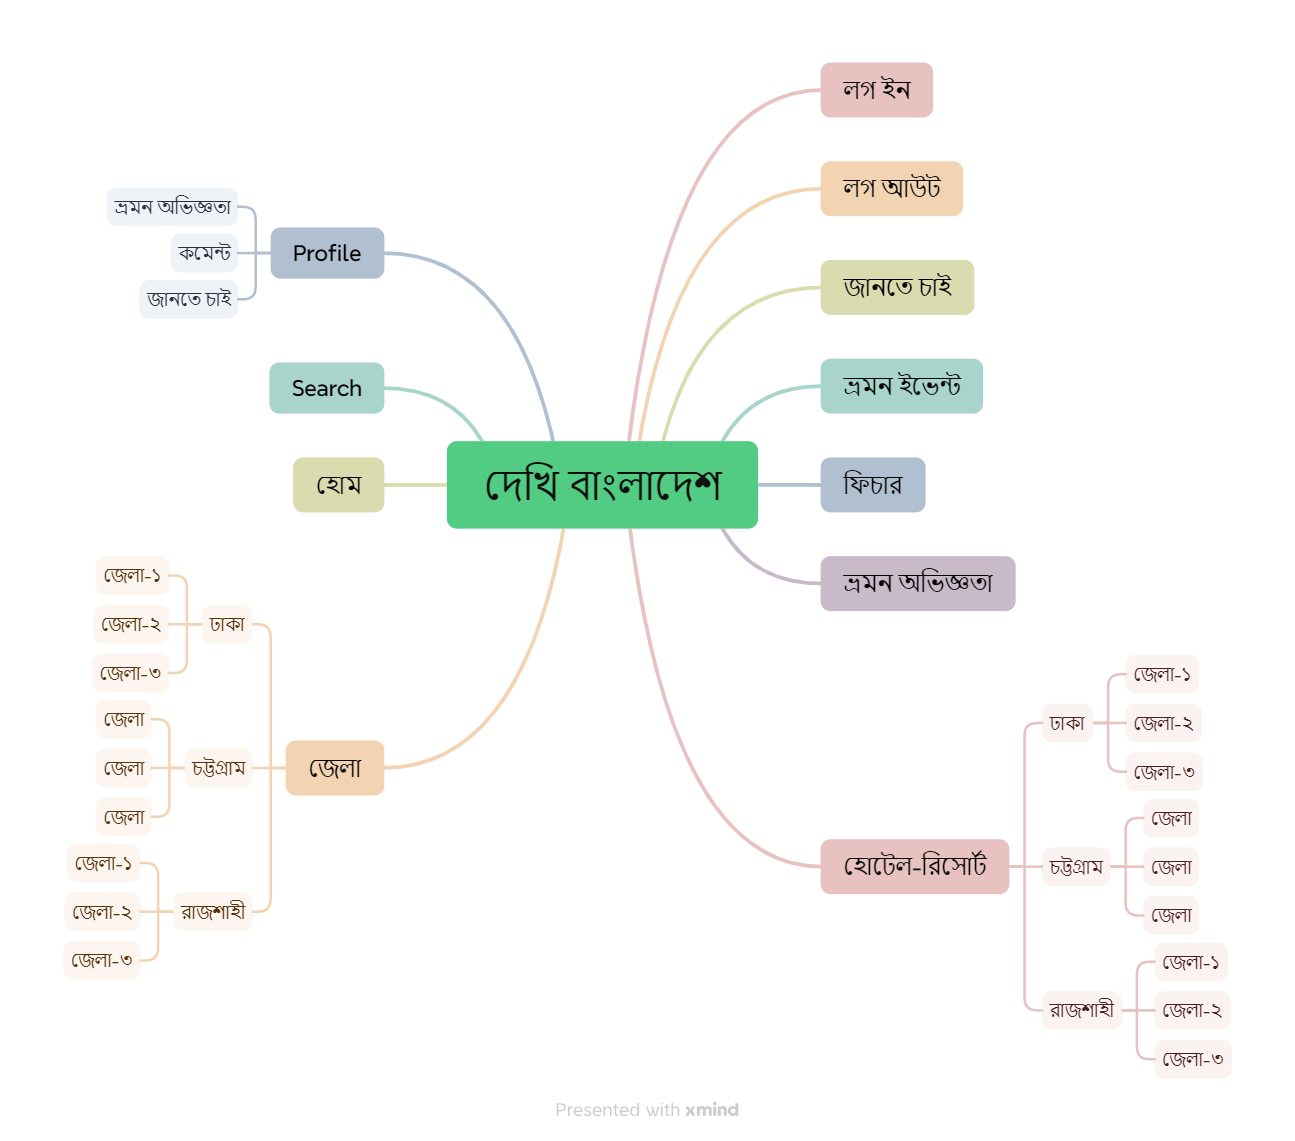 দেখি বাংলাদেশ
লগ ইন
লগ আউট
জানতে চাই
ভ্রমন ইভেন্ট
ফিচার
ভ্রমন অভিজ্ঞতা
হোটেল-রিসোর্ট
ঢাকা
জেলা-১
জেলা-২
জেলা-৩
চট্টগ্রাম
জেলা
জেলা
জেলা
রাজশাহী
জেলা-১
জেলা-২
জেলা-৩
Profile
ভ্রমন অভিজ্ঞতা
কমেন্ট
জানতে চাই
Search
হোম
জেলা
ঢাকা
জেলা-১
জেলা-২
জেলা-৩
চট্টগ্রাম
জেলা
জেলা
জেলা
রাজশাহী
জেলা-১
জেলা-২
জেলা-৩
Presented with xmind